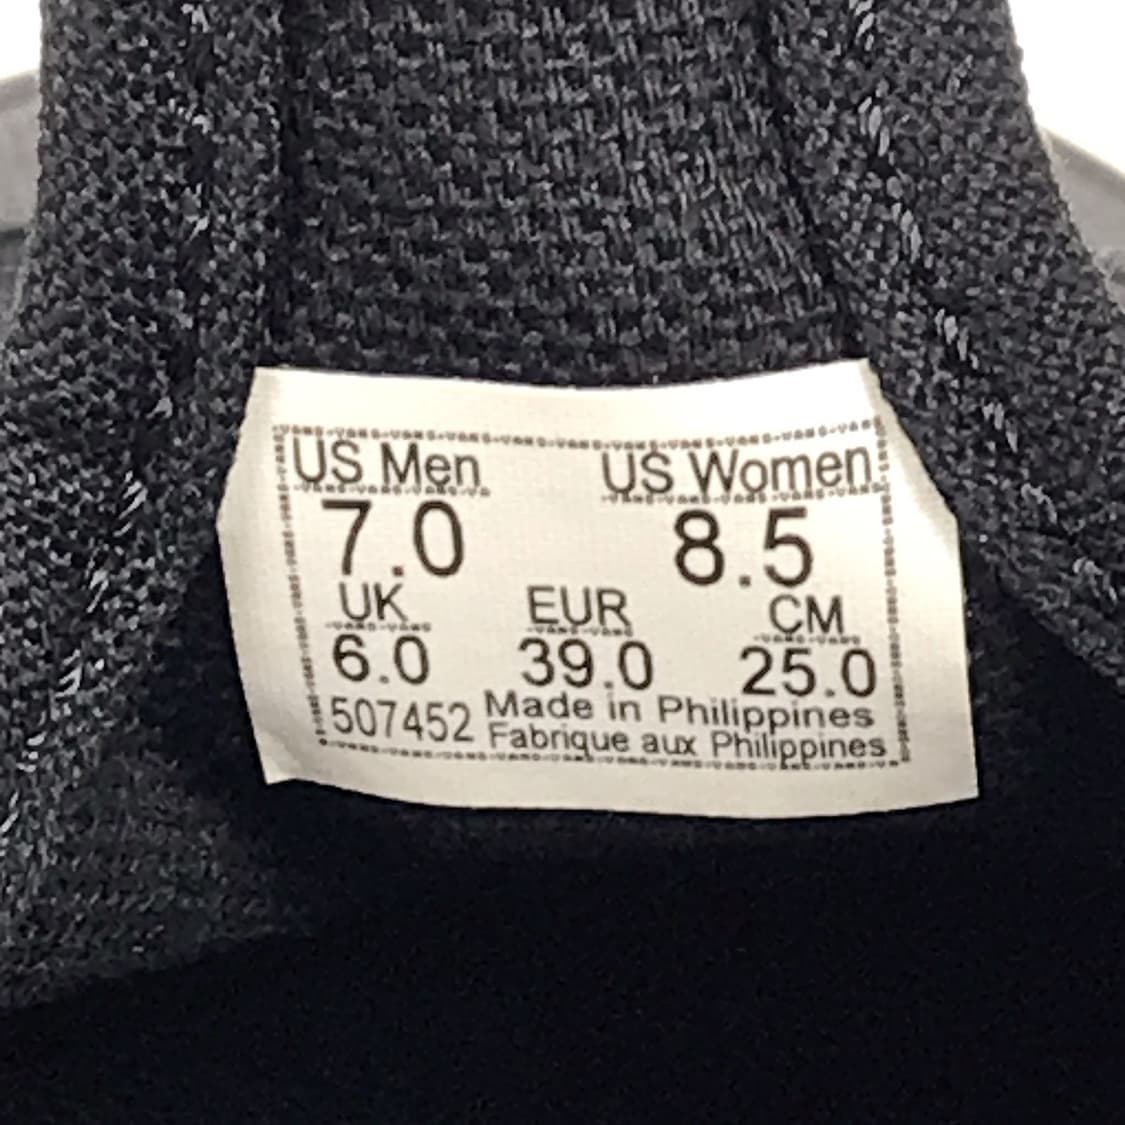 US Men US Women
7.0 8.5
UK EUR CM
6.0 39.0 25.0
507452 Made in Philippines
Fabrique aux Philippines